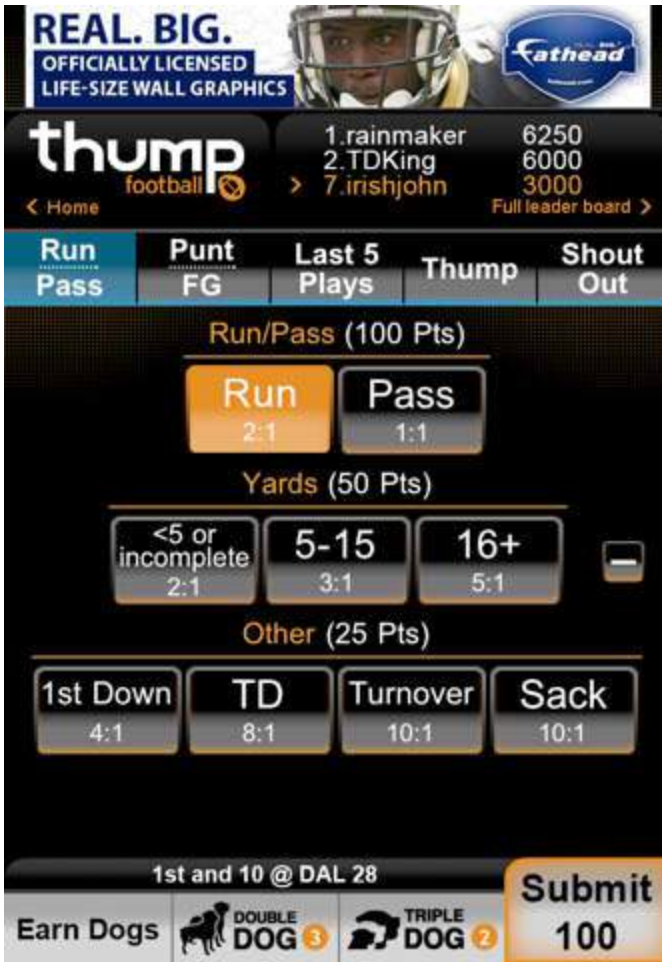 REAL. BIG.
OFFICIALLY LICENSED
LIFE-SIZE WALL GRAPHICS
Fathead
thump
football
< Home
1.rainmaker 6250
2.TDKing 6000
> 7.irishjohn 3000
Full leader board >
Run
Pass
Punt
FG
Last 5
Plays
Thump
Shout
Out
Run/Pass (100 Pts)
Run
2:1
Pass
1:1
Yards (50 Pts)
<5 or
incomplete
2:1
5-15
3:1
16+
5:1
Other (25 Pts)
1st Down
4:1
TD
8:1
Turnover
10:1
Sack
10:1
1st and 10 @ DAL 28
Earn Dogs
DOUBLE
DOG 3
TRIPLE
DOG 2
Submit
100